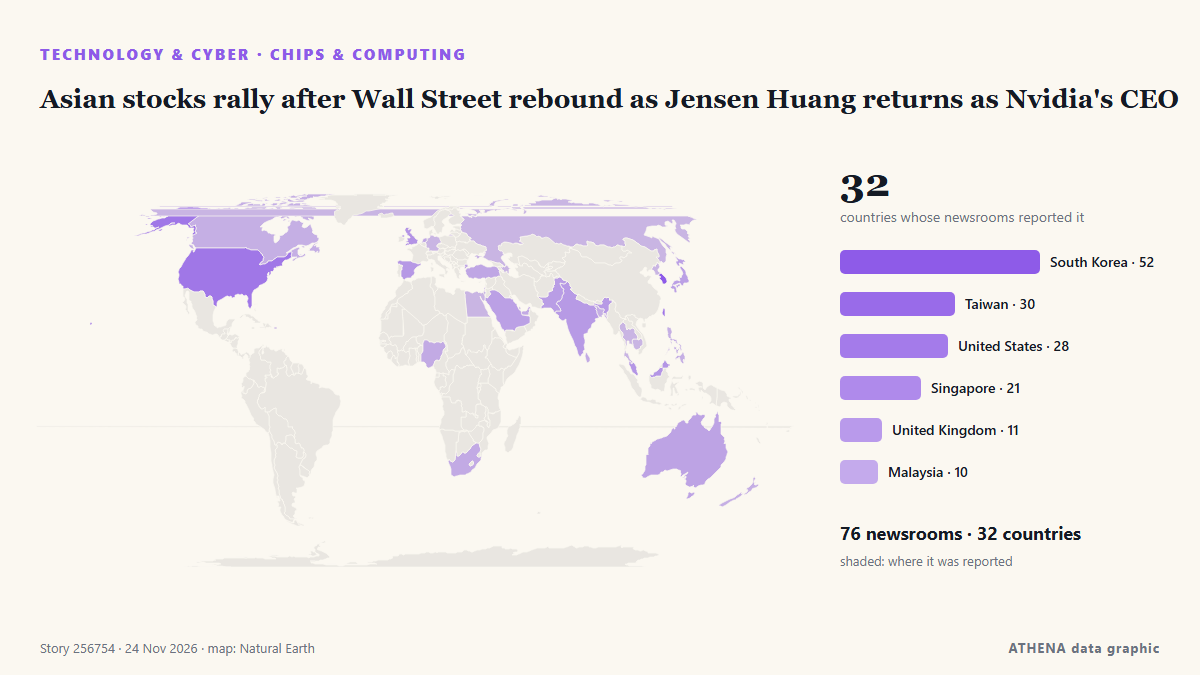 TECHNOLOGY & CYBER · CHIPS & COMPUTING
Asian stocks rally after Wall Street rebound as Jensen Huang returns as Nvidia's CEO
32
countries whose newsrooms reported it
South Korea · 52
Taiwan · 30
United States · 28
Singapore · 21
United Kingdom · 11
Malaysia · 10
76 newsrooms · 32 countries
shaded: where it was reported
Story 256754 · 24 Nov 2026 · map: Natural Earth
ATHENA data graphic